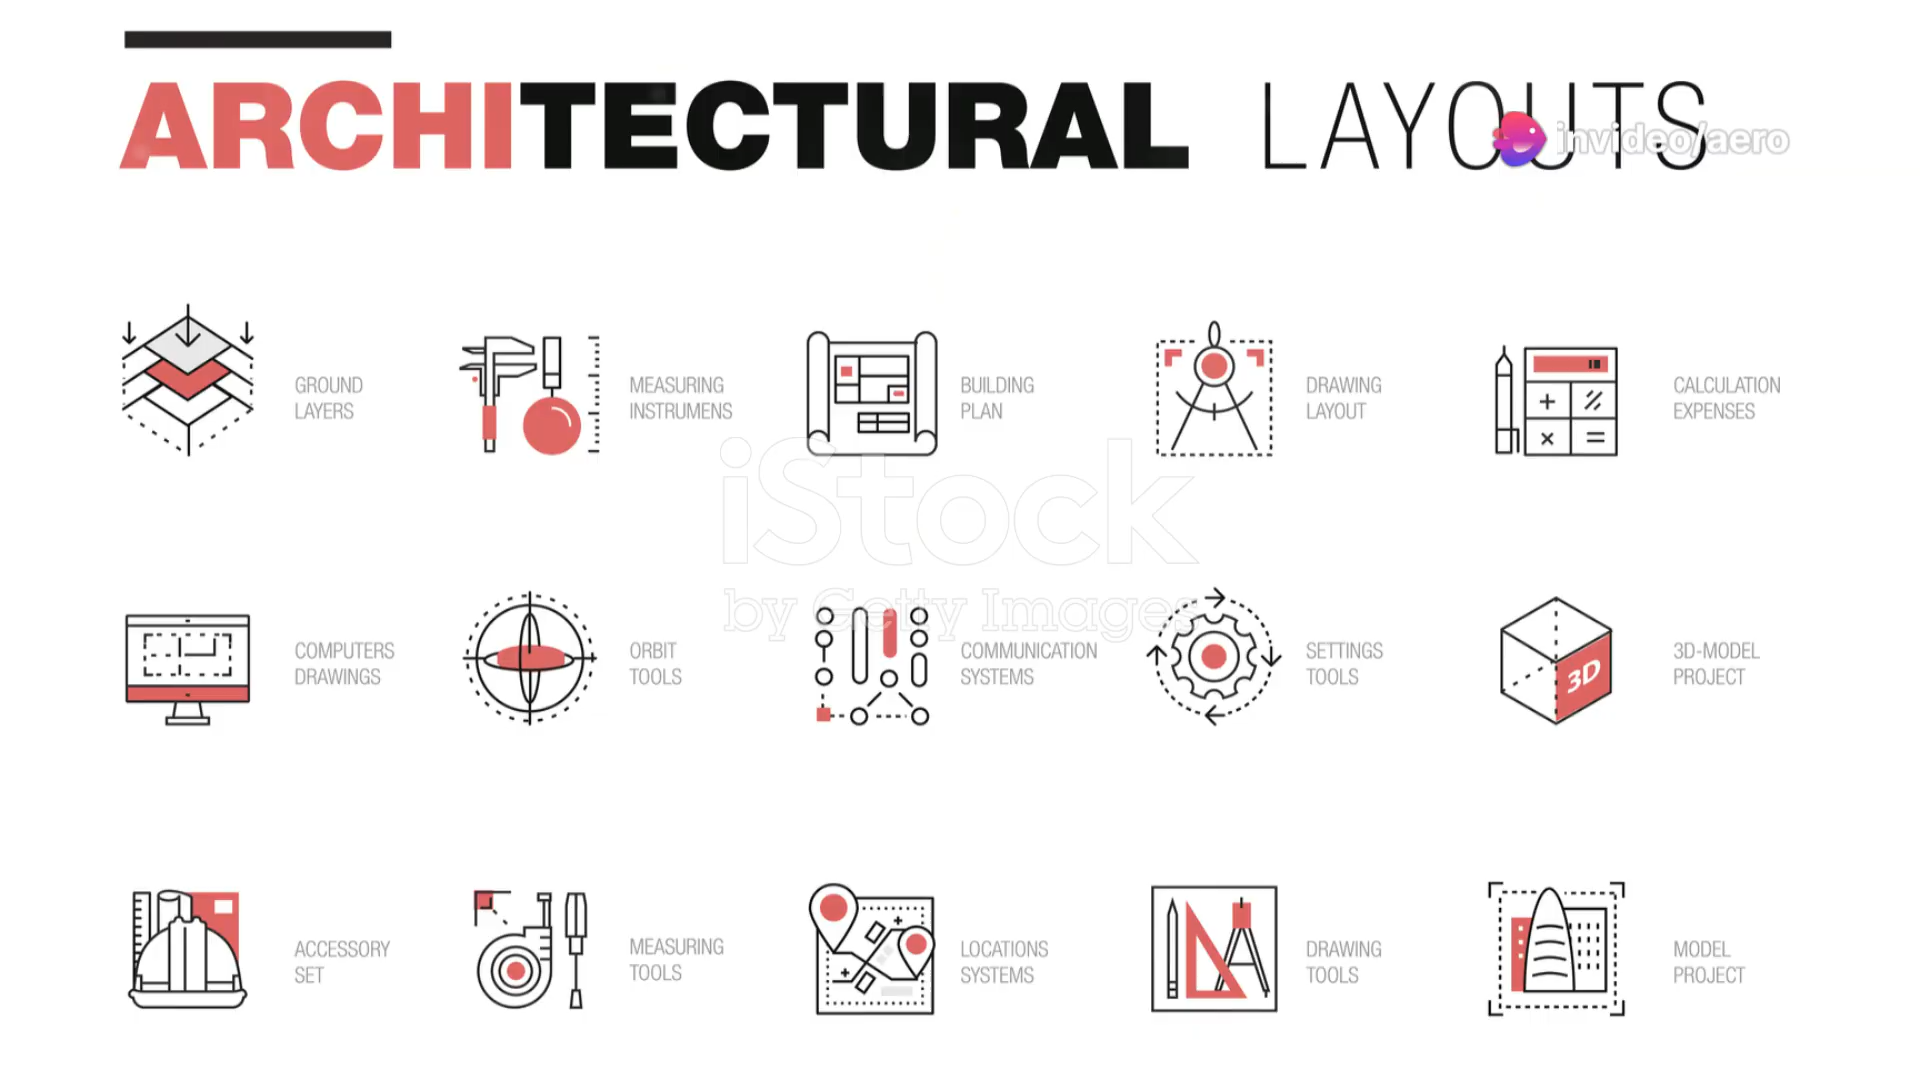 ARCHITECTURAL LAYOUTS
invideo/aero
GROUND
LAYERS
MEASURING
INSTRUMENS
BUILDING
PLAN
DRAWING
LAYOUT
CALCULATION
EXPENSES
iStock
by Getty Images
COMPUTERS
DRAWINGS
ORBIT
TOOLS
COMMUNICATION
SYSTEMS
SETTINGS
TOOLS
3D
3D-MODEL
PROJECT
ACCESSORY
SET
MEASURING
TOOLS
LOCATIONS
SYSTEMS
DRAWING
TOOLS
MODEL
PROJECT